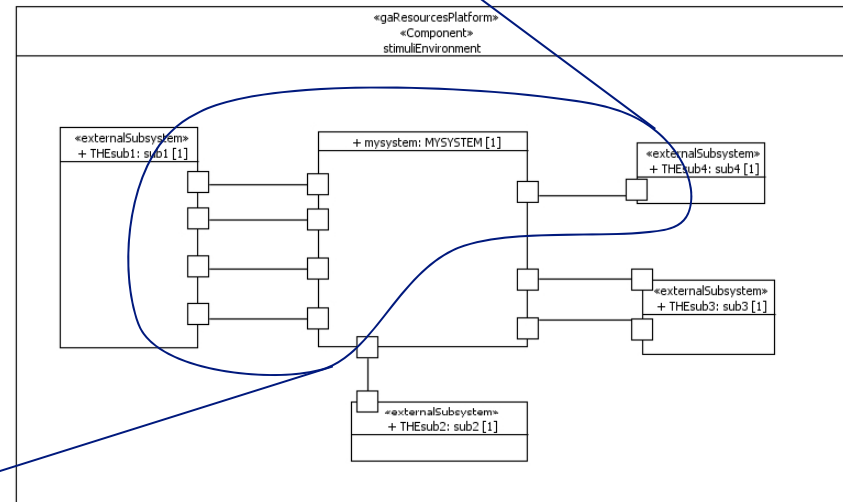 «gaResourcesPlatform»
«Component»
stimuliEnvironment
«externalSubsystem»
+ THEsub1: sub1 [1]
+ mysystem: MYSYSTEM [1]
«externalSubsystem»
+ THEsub4: sub4 [1]
«externalSubsystem»
+ THEsub3: sub3 [1]
«externalSubsystem»
+ THEsub2: sub2 [1]